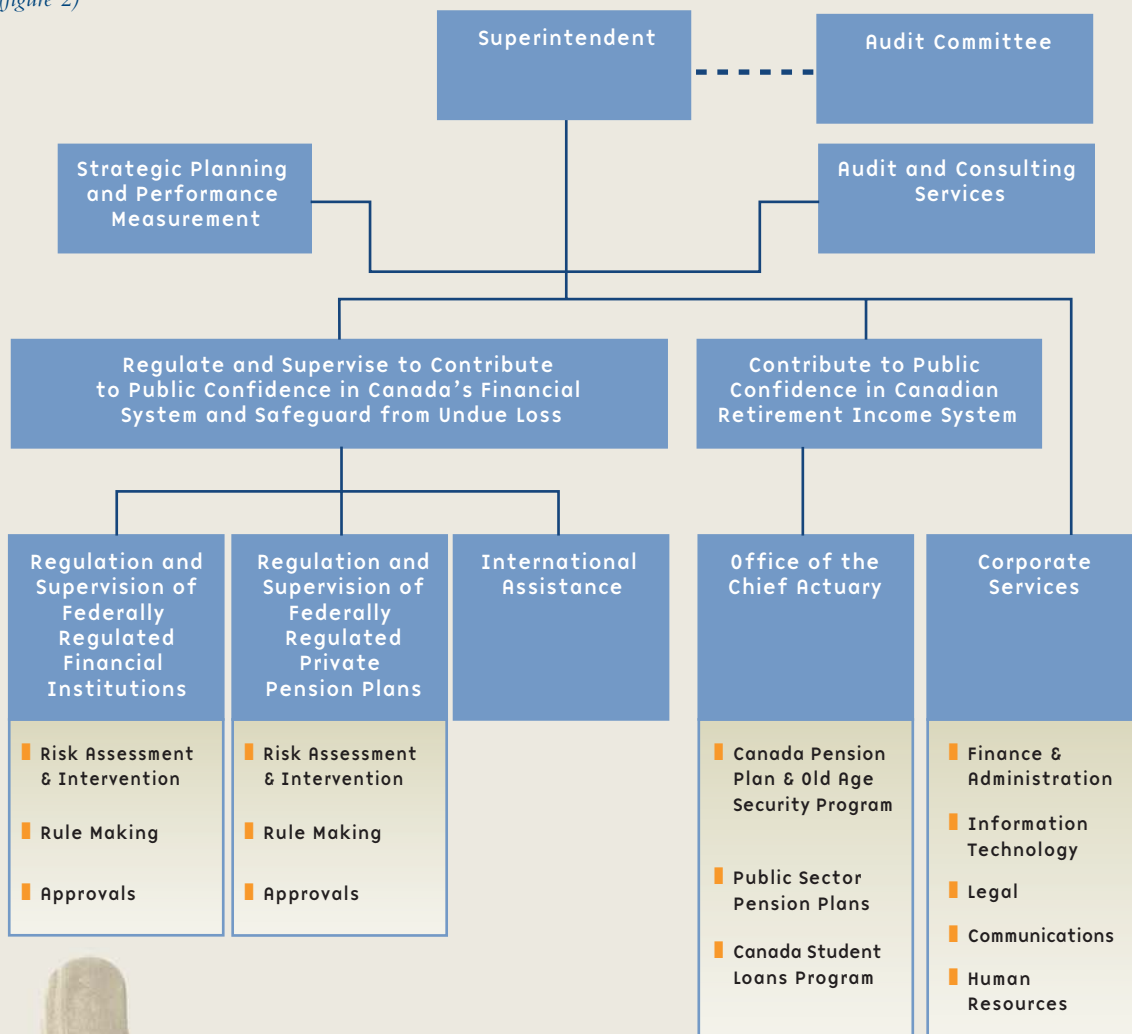 (figure 2)
Superintendent
Audit Committee
Strategic Planning
and Performance
Measurement
Audit and Consulting
Services
Regulate and Supervise to Contribute
to Public Confidence in Canada's Financial
System and Safeguard from Undue Loss
Contribute to Public
Confidence in Canadian
Retirement Income System
Regulation and
Supervision of
Federally
Regulated
Financial
Institutions
Regulation and
Supervision of
Federally
Regulated
Private
Pension Plans
International
Assistance
Office of the
Chief Actuary
Corporate
Services
Risk Assessment
& Intervention
Rule Making
Approvals
Risk Assessment
& Intervention
Rule Making
Approvals
Canada Pension
Plan & Old Age
Security Program
Public Sector
Pension Plans
Canada Student
Loans Program
Finance &
Administration
Information
Technology
Legal
Communications
Human
Resources